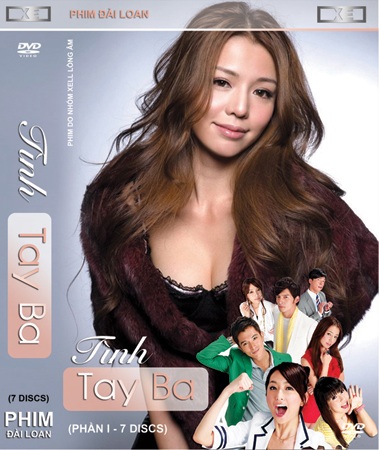 PHIM ĐÀI LOAN
DVD
VIDEO
PHIM DO NHÓM XELL LỒNG ÂM
Tình
Tay Ba
(7 DISCS)
PHIM
ĐÀI LOAN
Tình
Tay Ba
(PHẦN I - 7 DISCS)
DVD